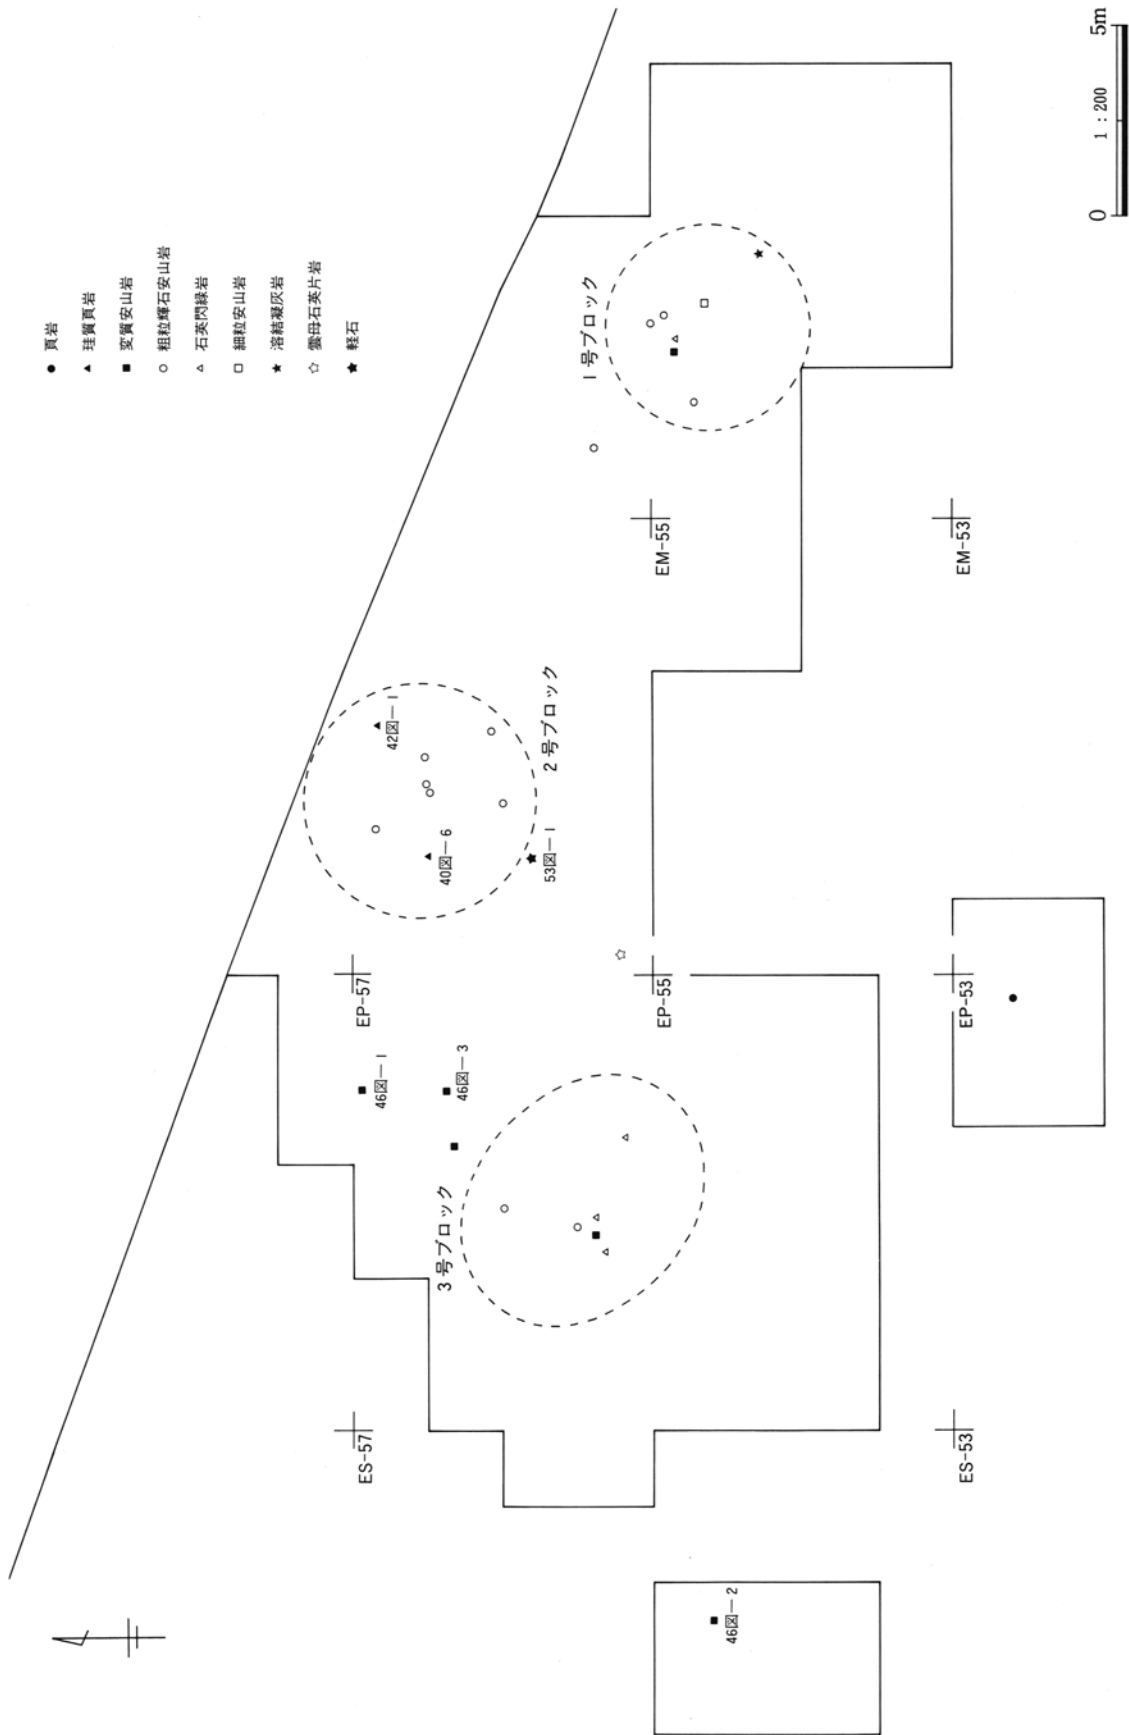 頁岩
珪質頁岩
変質安山岩
粗粒輝石安山岩
石英閃緑岩
細粒安山岩
溶結凝灰岩
雲母石英片岩
軽石
46図―2
ES-57
ES-53
3号ブロック
46図―1
46図―3
EP-57
EP-55
EP-53
40図―6
53図―1
42図―1
2号ブロック
EM-55
EM-53
1号ブロック
0
1:200
5m